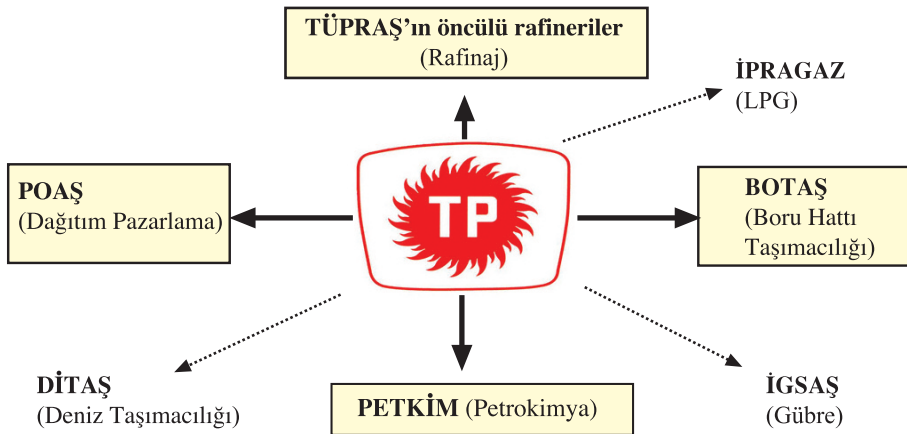 TÜPRAŞ’ın öncülü rafineriler
(Rafinaj)
İPRAGAZ
(LPG)
POAŞ
(Dağıtım Pazarlama)
TP
BOTAŞ
(Boru Hattı
Taşımacılığı)
DİTAŞ
(Deniz Taşımacılığı)
PETKİM (Petrokimya)
İGSAŞ
(Gübre)